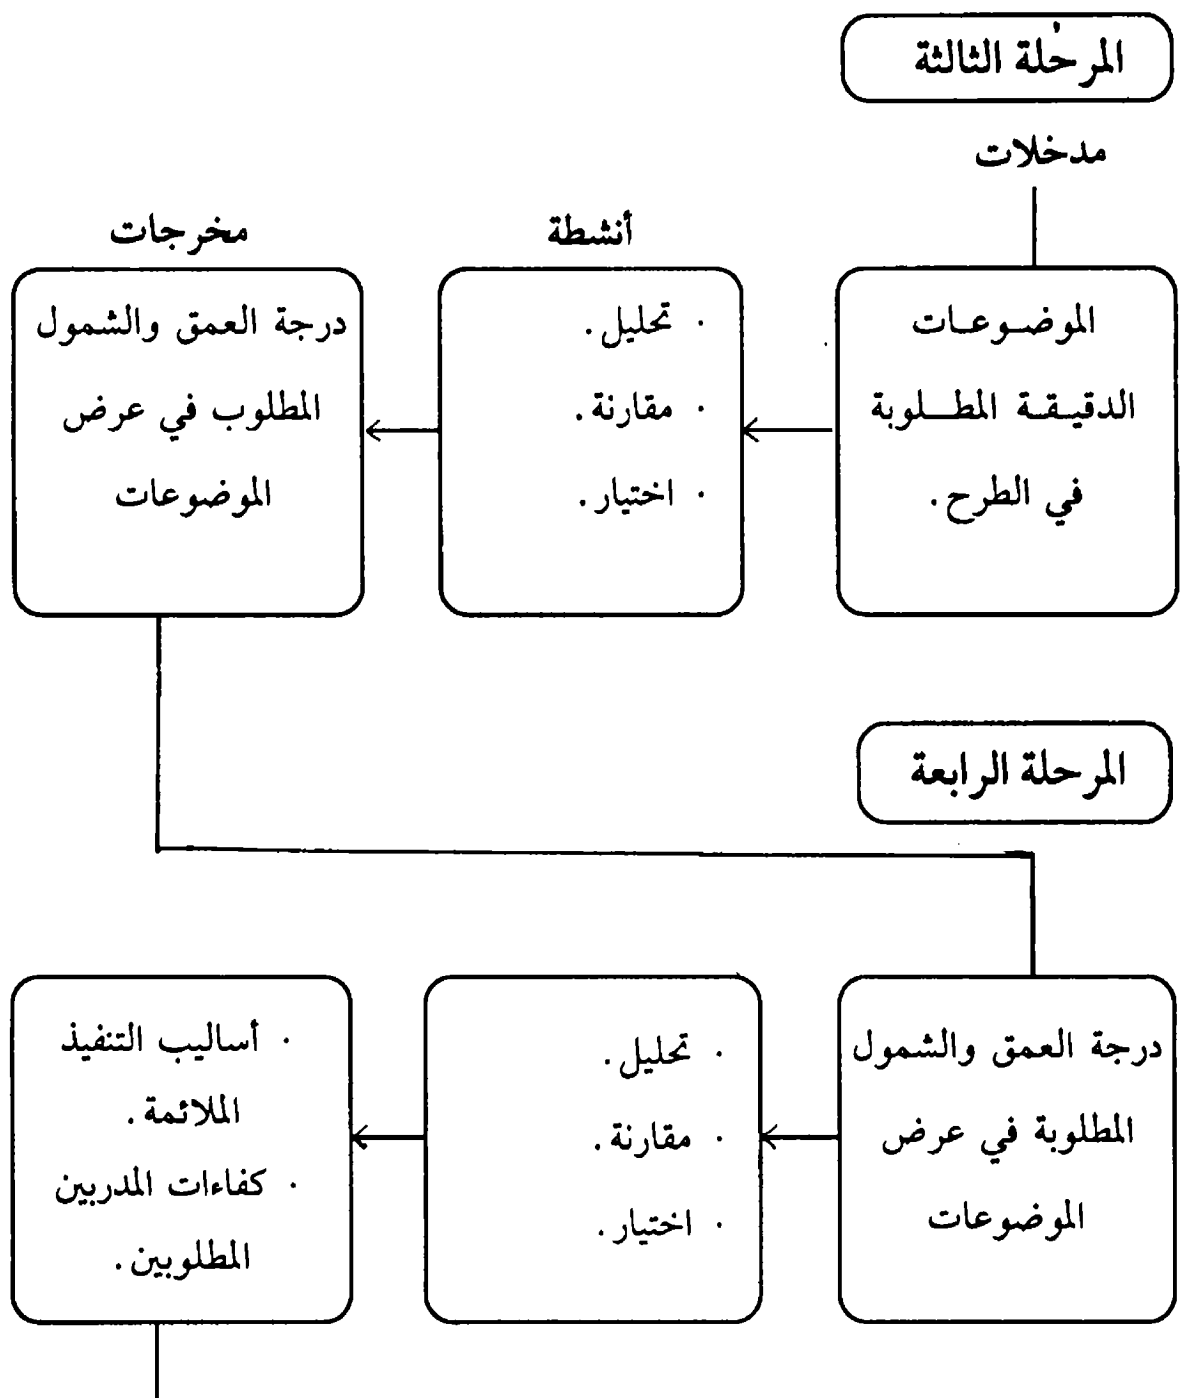 المرحلة الثالثة
مدخلات
أنشطة
مخرجات
الموضوعات
الدقيقة المطلوبة
في الطرح.
· تحليل.
· مقارنة.
· اختيار.
درجة العمق والشمول
المطلوب في عرض
الموضوعات
المرحلة الرابعة
درجة العمق والشمول
المطلوبة في عرض
الموضوعات
· تحليل.
· مقارنة.
· اختيار.
· أساليب التنفيذ
الملائمة.
· كفاءات المدربين
المطلوبين.